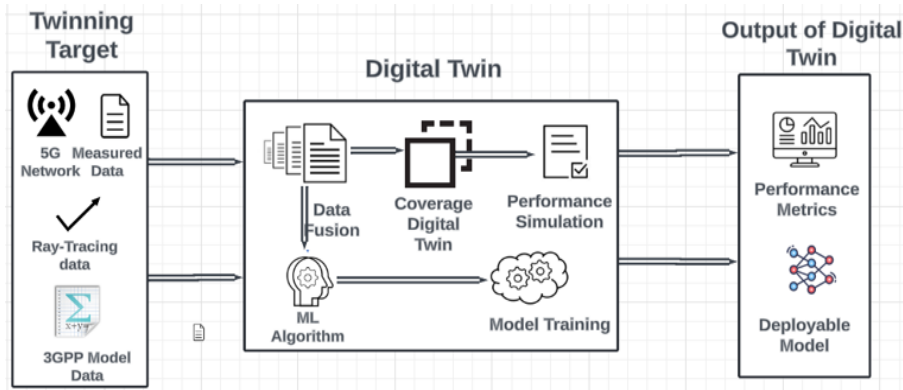 Twinning
Target
Output of Digital
Twin
Digital Twin
5G
Network
Measured
Data
Ray-Tracing
data
x+y=
3GPP Model
Data
Data
Fusion
Coverage
Digital
Twin
Performance
Simulation
ML
Algorithm
Model Training
Performance
Metrics
Deployable
Model